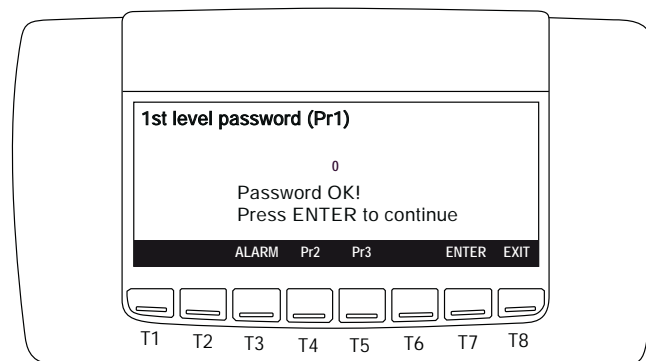 1st level password (Pr1)
0
Password OK!
Press ENTER to continue
ALARM Pr2 Pr3 ENTER EXIT
T1 T2 T3 T4 T5 T6 T7 T8